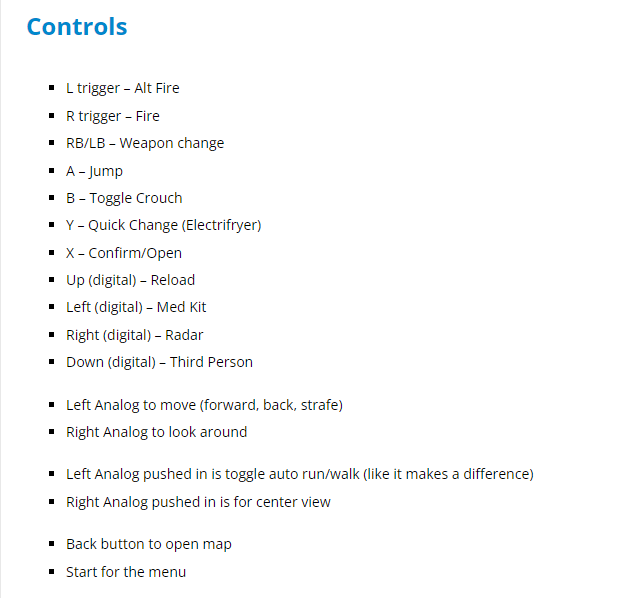 Controls
L trigger – Alt Fire
R trigger – Fire
RB/LB – Weapon change
A – Jump
B – Toggle Crouch
Y – Quick Change (Electrifryer)
X – Confirm/Open
Up (digital) – Reload
Left (digital) – Med Kit
Right (digital) – Radar
Down (digital) – Third Person
Left Analog to move (forward, back, strafe)
Right Analog to look around
Left Analog pushed in is toggle auto run/walk (like it makes a difference)
Right Analog pushed in is for center view
Back button to open map
Start for the menu